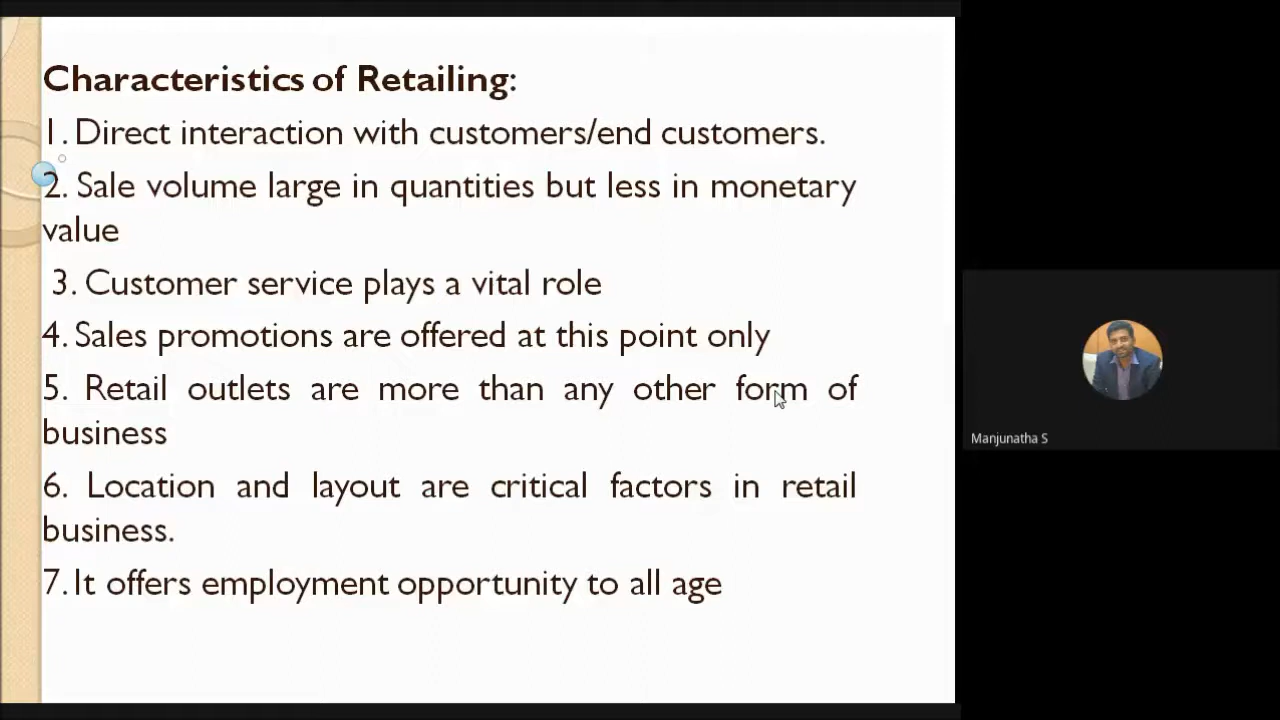 Characteristics of Retailing:
1. Direct interaction with customers/end customers.
2. Sale volume large in quantities but less in monetary
value
3. Customer service plays a vital role
4. Sales promotions are offered at this point only
5. Retail outlets are more than any other form of
business
6. Location and layout are critical factors in retail
business.
7. It offers employment opportunity to all age
Manjunatha S